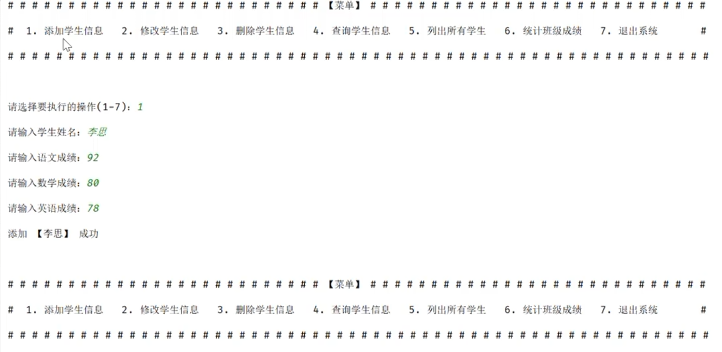 # # # # # # # # # # # # # # # # # # # # # # # # # # 【菜单】 # # # # # # # # # # # # # # # # # # # # # # # # # # # #
# 1. 添加学生信息 2. 修改学生信息 3. 删除学生信息 4. 查询学生信息 5. 列出所有学生 6. 统计班级成绩 7. 退出系统 #
# # # # # # # # # # # # # # # # # # # # # # # # # # # # # # # # # # # # # # # # # # # # # # # # # # # # # # # # # #
请选择要执行的操作(1-7): 1
请输入学生姓名: 李思
请输入语文成绩: 92
请输入数学成绩: 80
请输入英语成绩: 78
添加 【李思】 成功
# # # # # # # # # # # # # # # # # # # # # # # # # # 【菜单】 # # # # # # # # # # # # # # # # # # # # # # # # # # # #
# 1. 添加学生信息 2. 修改学生信息 3. 删除学生信息 4. 查询学生信息 5. 列出所有学生 6. 统计班级成绩 7. 退出系统 #
# # # # # # # # # # # # # # # # # # # # # # # # # # # # # # # # # # # # # # # # # # # # # # # # # # # # # # # # # #